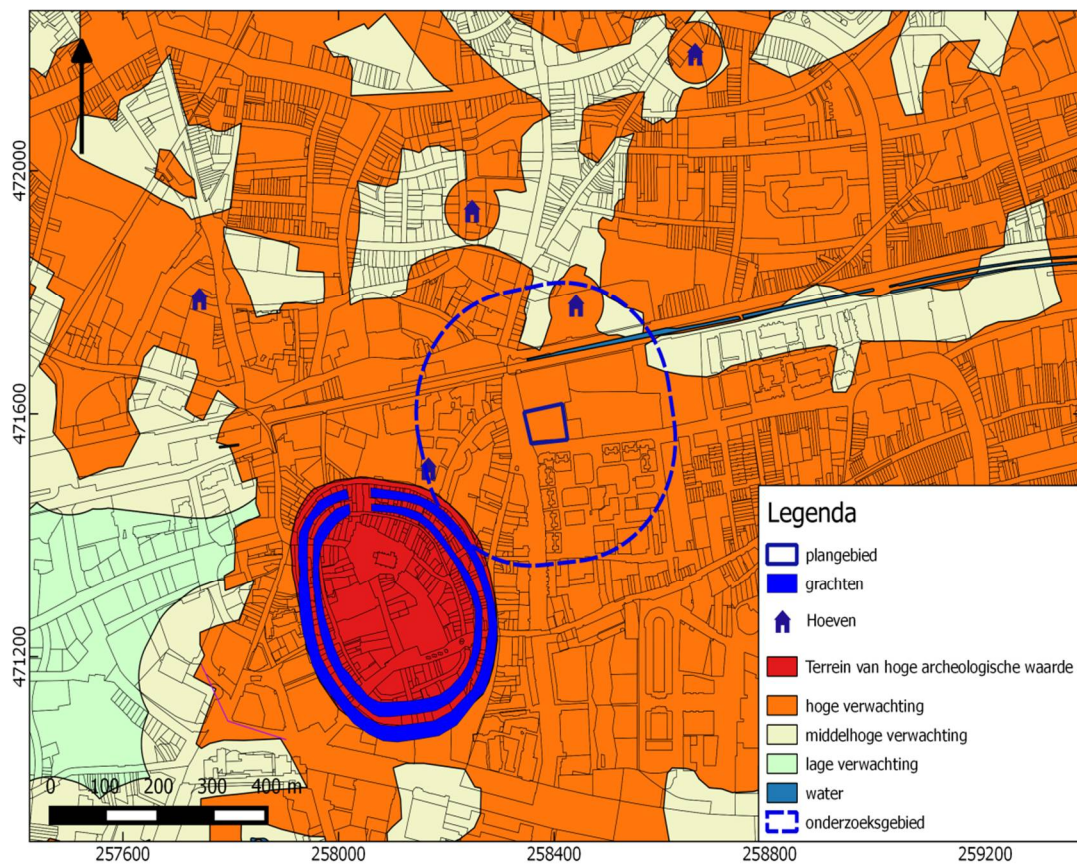 472000
471600
471200
0 100 200 300 400 m
257600 258000 258400 258800 259200
Legenda
plangebied
grachten
Hoeven
Terrein van hoge archeologische waarde
hoge verwachting
middelhoge verwachting
lage verwachting
water
onderzoeksgebied